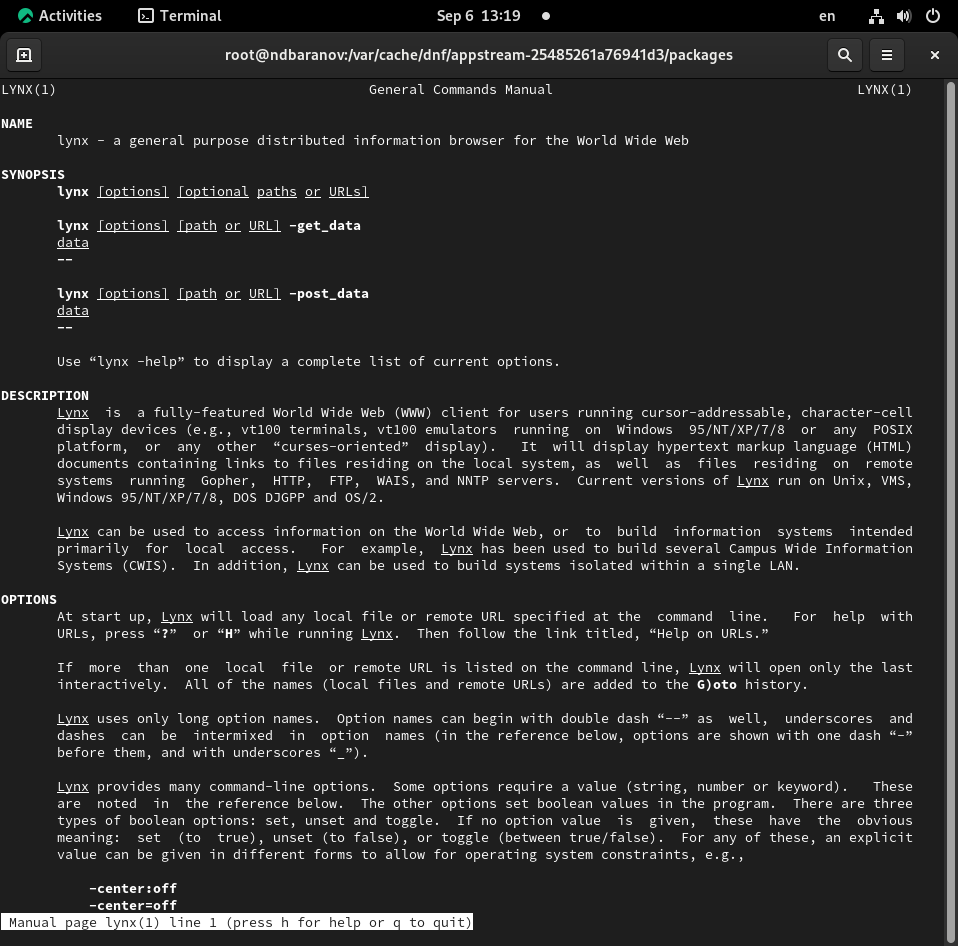 Activities Terminal Sep 6 13:19 en
root@ndbaranov:/var/cache/dnf/appstream-25485261a76941d3/packages
LYNX(1) General Commands Manual LYNX(1)
NAME
lynx - a general purpose distributed information browser for the World Wide Web
SYNOPSIS
lynx [options] [optional paths or URLs]
lynx [options] [path or URL] -get_data
data
--
lynx [options] [path or URL] -post_data
data
--
Use “lynx -help” to display a complete list of current options.
DESCRIPTION
Lynx is a fully-featured World Wide Web (WWW) client for users running cursor-addressable, character-cell
display devices (e.g., vt100 terminals, vt100 emulators running on Windows 95/NT/XP/7/8 or any POSIX
platform, or any other “curses-oriented” display). It will display hypertext markup language (HTML)
documents containing links to files residing on the local system, as well as files residing on remote
systems running Gopher, HTTP, FTP, WAIS, and NNTP servers. Current versions of Lynx run on Unix, VMS,
Windows 95/NT/XP/7/8, DOS DJGPP and OS/2.
Lynx can be used to access information on the World Wide Web, or to build information systems intended
primarily for local access. For example, Lynx has been used to build several Campus Wide Information
Systems (CWIS). In addition, Lynx can be used to build systems isolated within a single LAN.
OPTIONS
At start up, Lynx will load any local file or remote URL specified at the command line. For help with
URLs, press “?” or “H” while running Lynx. Then follow the link titled, “Help on URLs.”
If more than one local file or remote URL is listed on the command line, Lynx will open only the last
interactively. All of the names (local files and remote URLs) are added to the G)oto history.
Lynx uses only long option names. Option names can begin with double dash “--” as well, underscores and
dashes can be intermixed in option names (in the reference below, options are shown with one dash “-”
before them, and with underscores “_”).
Lynx provides many command-line options. Some options require a value (string, number or keyword). These
are noted in the reference below. The other options set boolean values in the program. There are three
types of boolean options: set, unset and toggle. If no option value is given, these have the obvious
meaning: set (to true), unset (to false), or toggle (between true/false). For any of these, an explicit
value can be given in different forms to allow for operating system constraints, e.g.,
-center:off
-center=off
Manual page lynx(1) line 1 (press h for help or q to quit)